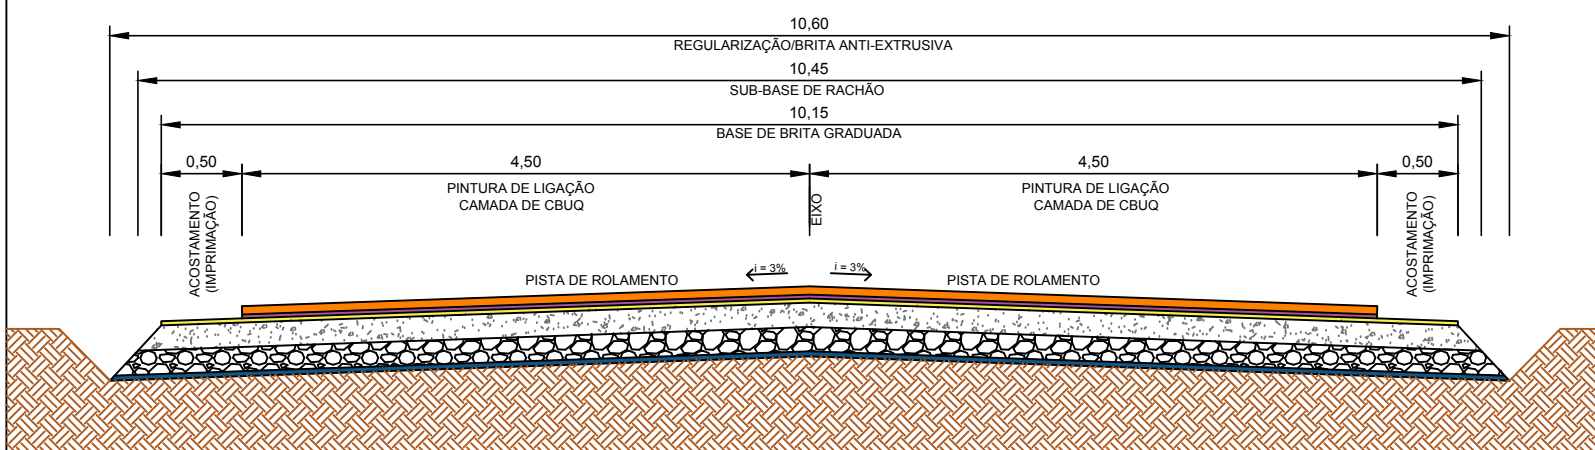 10,60
REGULARIZAÇÃO/BRITA ANTI-EXTRUSIVA
10,45
SUB-BASE DE RACHÃO
10,15
BASE DE BRITA GRADUADA
0,50
4,50
4,50
0,50
PINTURA DE LIGAÇÃO
CAMADA DE CBUQ
PINTURA DE LIGAÇÃO
CAMADA DE CBUQ
ACOSTAMENTO
(IMPRIMAÇÃO)
EIXO
ACOSTAMENTO
(IMPRIMAÇÃO)
PISTA DE ROLAMENTO
i = 3%
i = 3%
PISTA DE ROLAMENTO